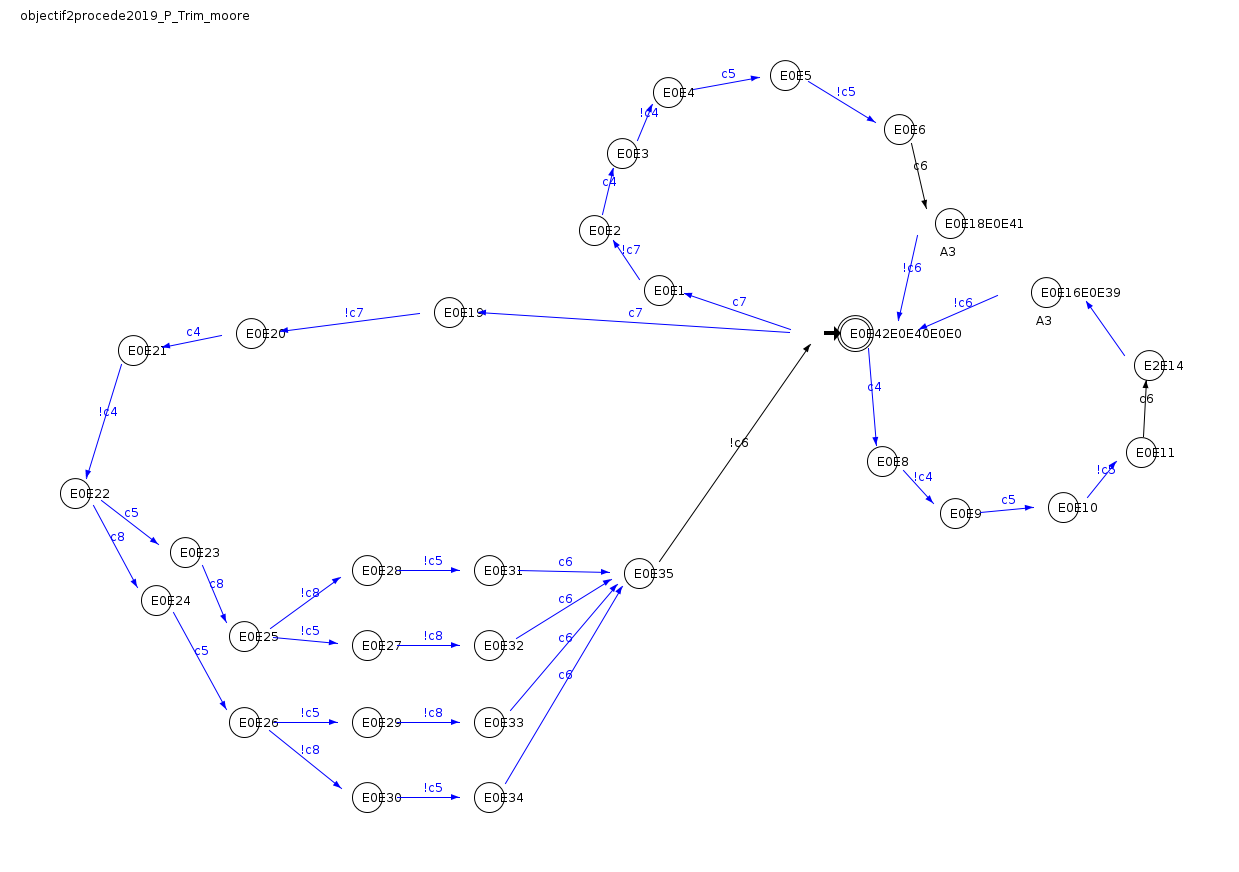 objectif2procede2019_P_Trim_moore
c5
E0E5
E0E4
!c5
!c4
E0E6
E0E3
c6
c4
E0E2
E0E18E0E41
!c7
A3
!c6
E0E1
E0E16E0E39
c7
!c6
E0E19
c7
!c7
A3
E0E20
c4
E0E21
E0E42E0E40E0E0
E2E14
c4
c6
!c4
!c6
E0E11
E0E8
!c5
!c4
E0E22
c5
E0E10
E0E9
c5
c8
E0E23
!c5
c6
E0E28
E0E31
E0E35
c8
!c8
E0E24
c6
!c5
!c8
E0E25
c6
E0E27
E0E32
c5
c6
!c5
!c8
E0E26
E0E29
E0E33
!c8
!c5
E0E30
E0E34